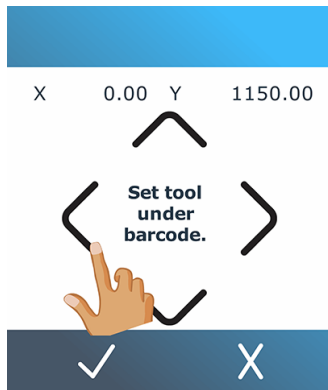 X 0.00 Y 1150.00
Set tool
under
barcode.
X